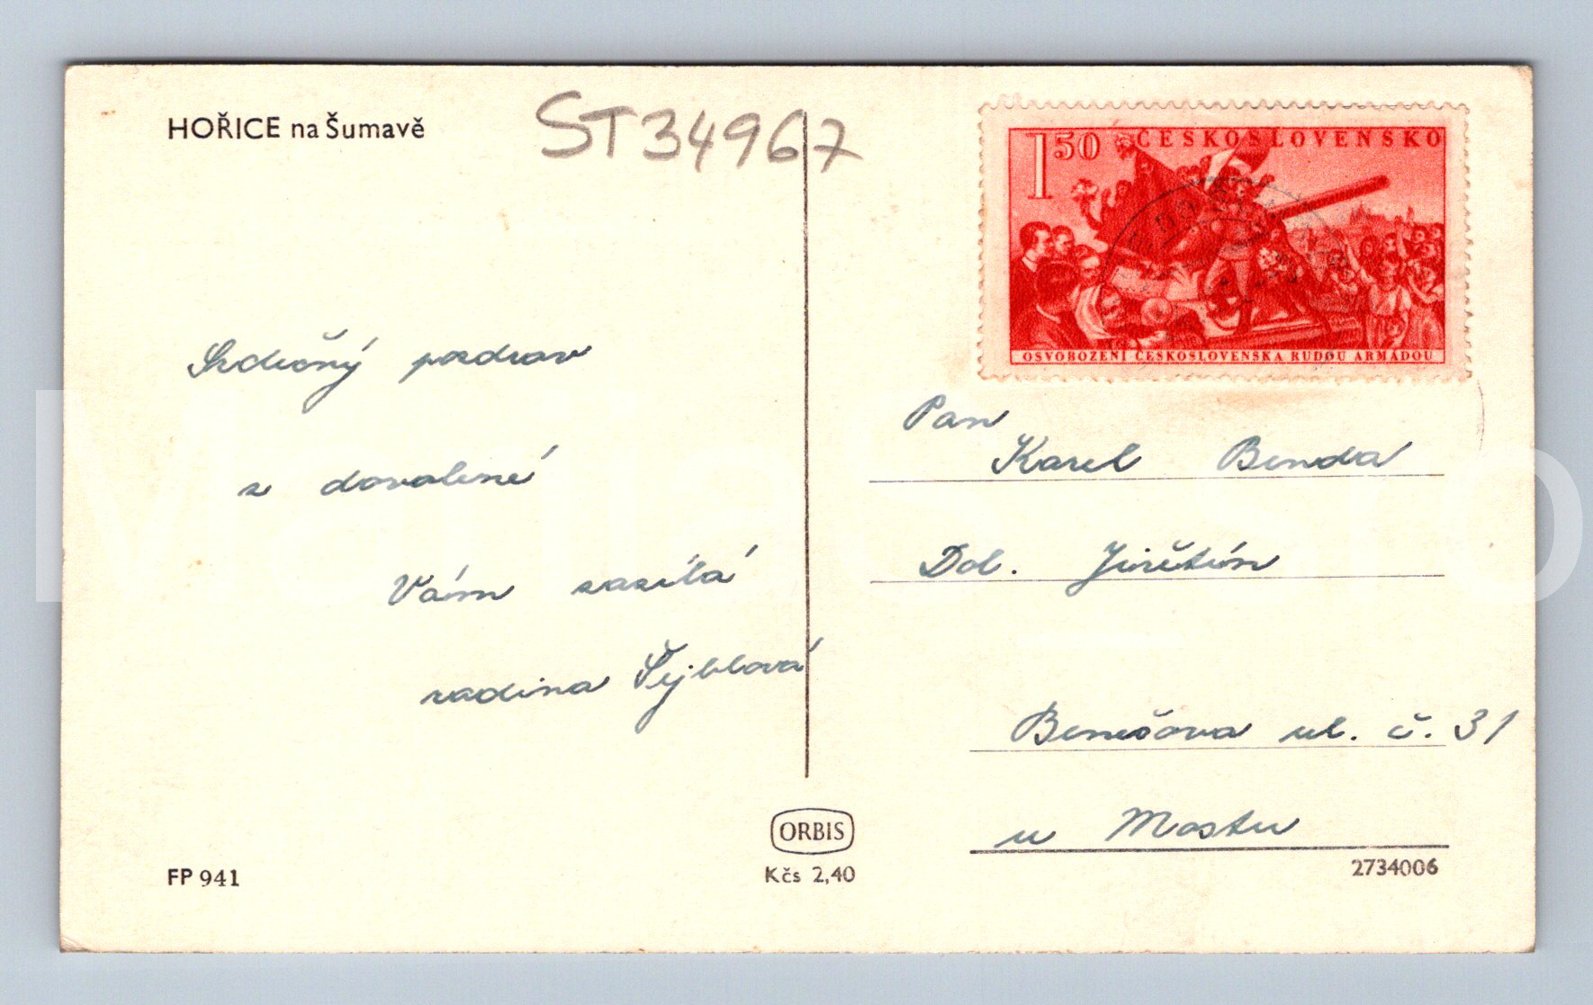 HOŘICE na Šumavě
ST34967
1 50 ČESKOSLOVENSKO
OSVOBOZENÍ ČESKOSLOVENSKA RUDOU ARMÁDOU
Srdečný pozdrav
z dovolené
Vám zasílá
rodina Šejblová
Pan
Karel Benda
Dol. Jiřetín
Benešova ul. č. 31
u Mostu
ORBIS
Kčs 2,40
FP 941
2734006